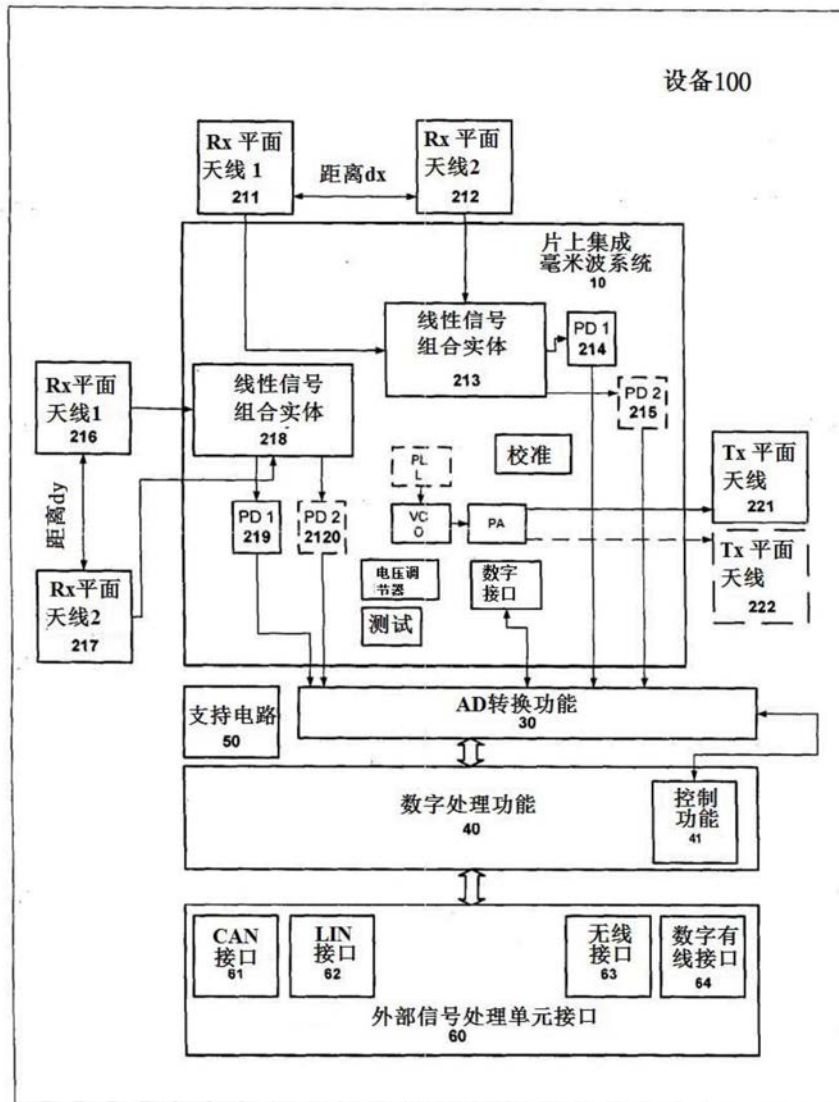 设备100
Rx 平面
天线 1
211
距离dx
Rx 平面
天线2
212
片上集成
毫米波系统
10
线性信号
组合实体
213
PD 1
214
PD 2
215
Rx平面
天线1
216
线性信号
组合实体
218
距离dy
Rx平面
天线2
217
PD 1
219
PD 2
2120
PL
L
VC
O
PA
校准
Tx 平面
天线
221
Tx 平面
天线
222
电压调
节器
数字
接口
测试
支持电路
50
AD转换功能
30
数字处理功能
40
控制
功能
41
CAN
接口
61
LIN
接口
62
无线
接口
63
数字有
线接口
64
外部信号处理单元接口
60